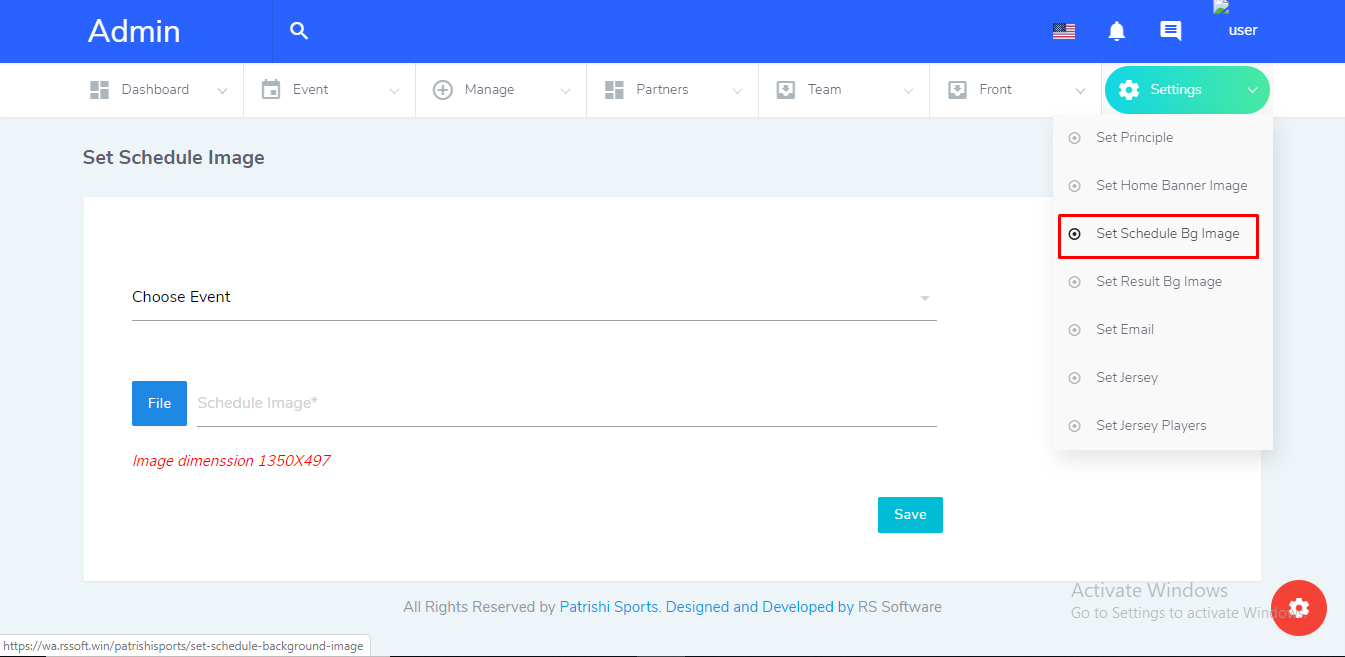 Admin
user
Dashboard
Event
Manage
Partners
Team
Front
Settings
Set Principle
Set Home Banner Image
Set Schedule Bg Image
Set Result Bg Image
Set Email
Set Jersey
Set Jersey Players
Set Schedule Image
Choose Event
File Schedule Image*
Image dimenssion 1350X497
Save
All Rights Reserved by Patrishi Sports. Designed and Developed by RS Software
Activate Windows
Go to Settings to activate Windows.
https://wa.rssoft.win/patrishisports/set-schedule-background-image